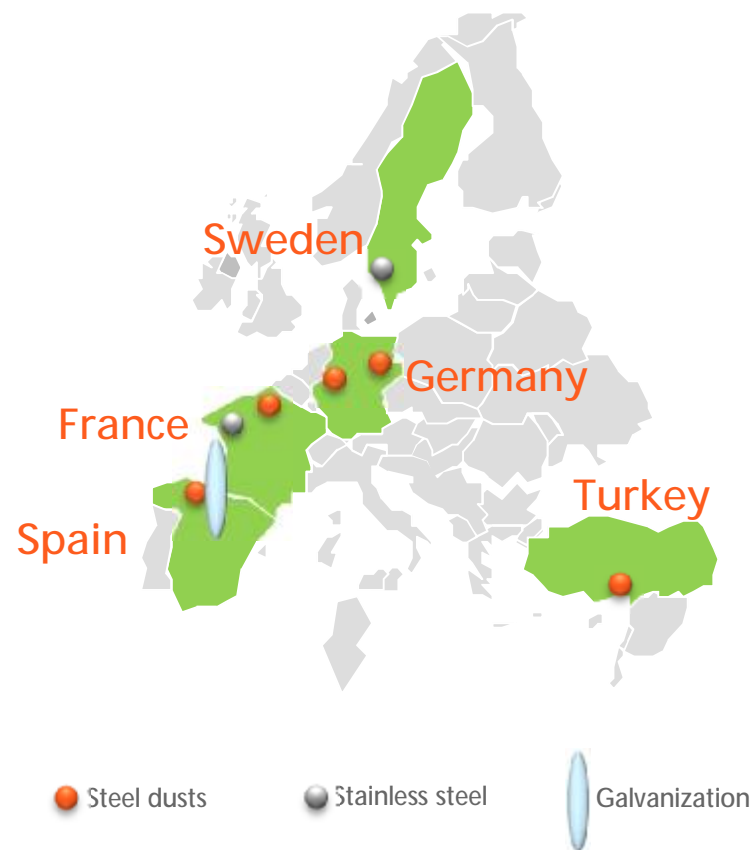 Sweden
Germany
France
Turkey
Spain
Steel dusts
Stainless steel
Galvanization